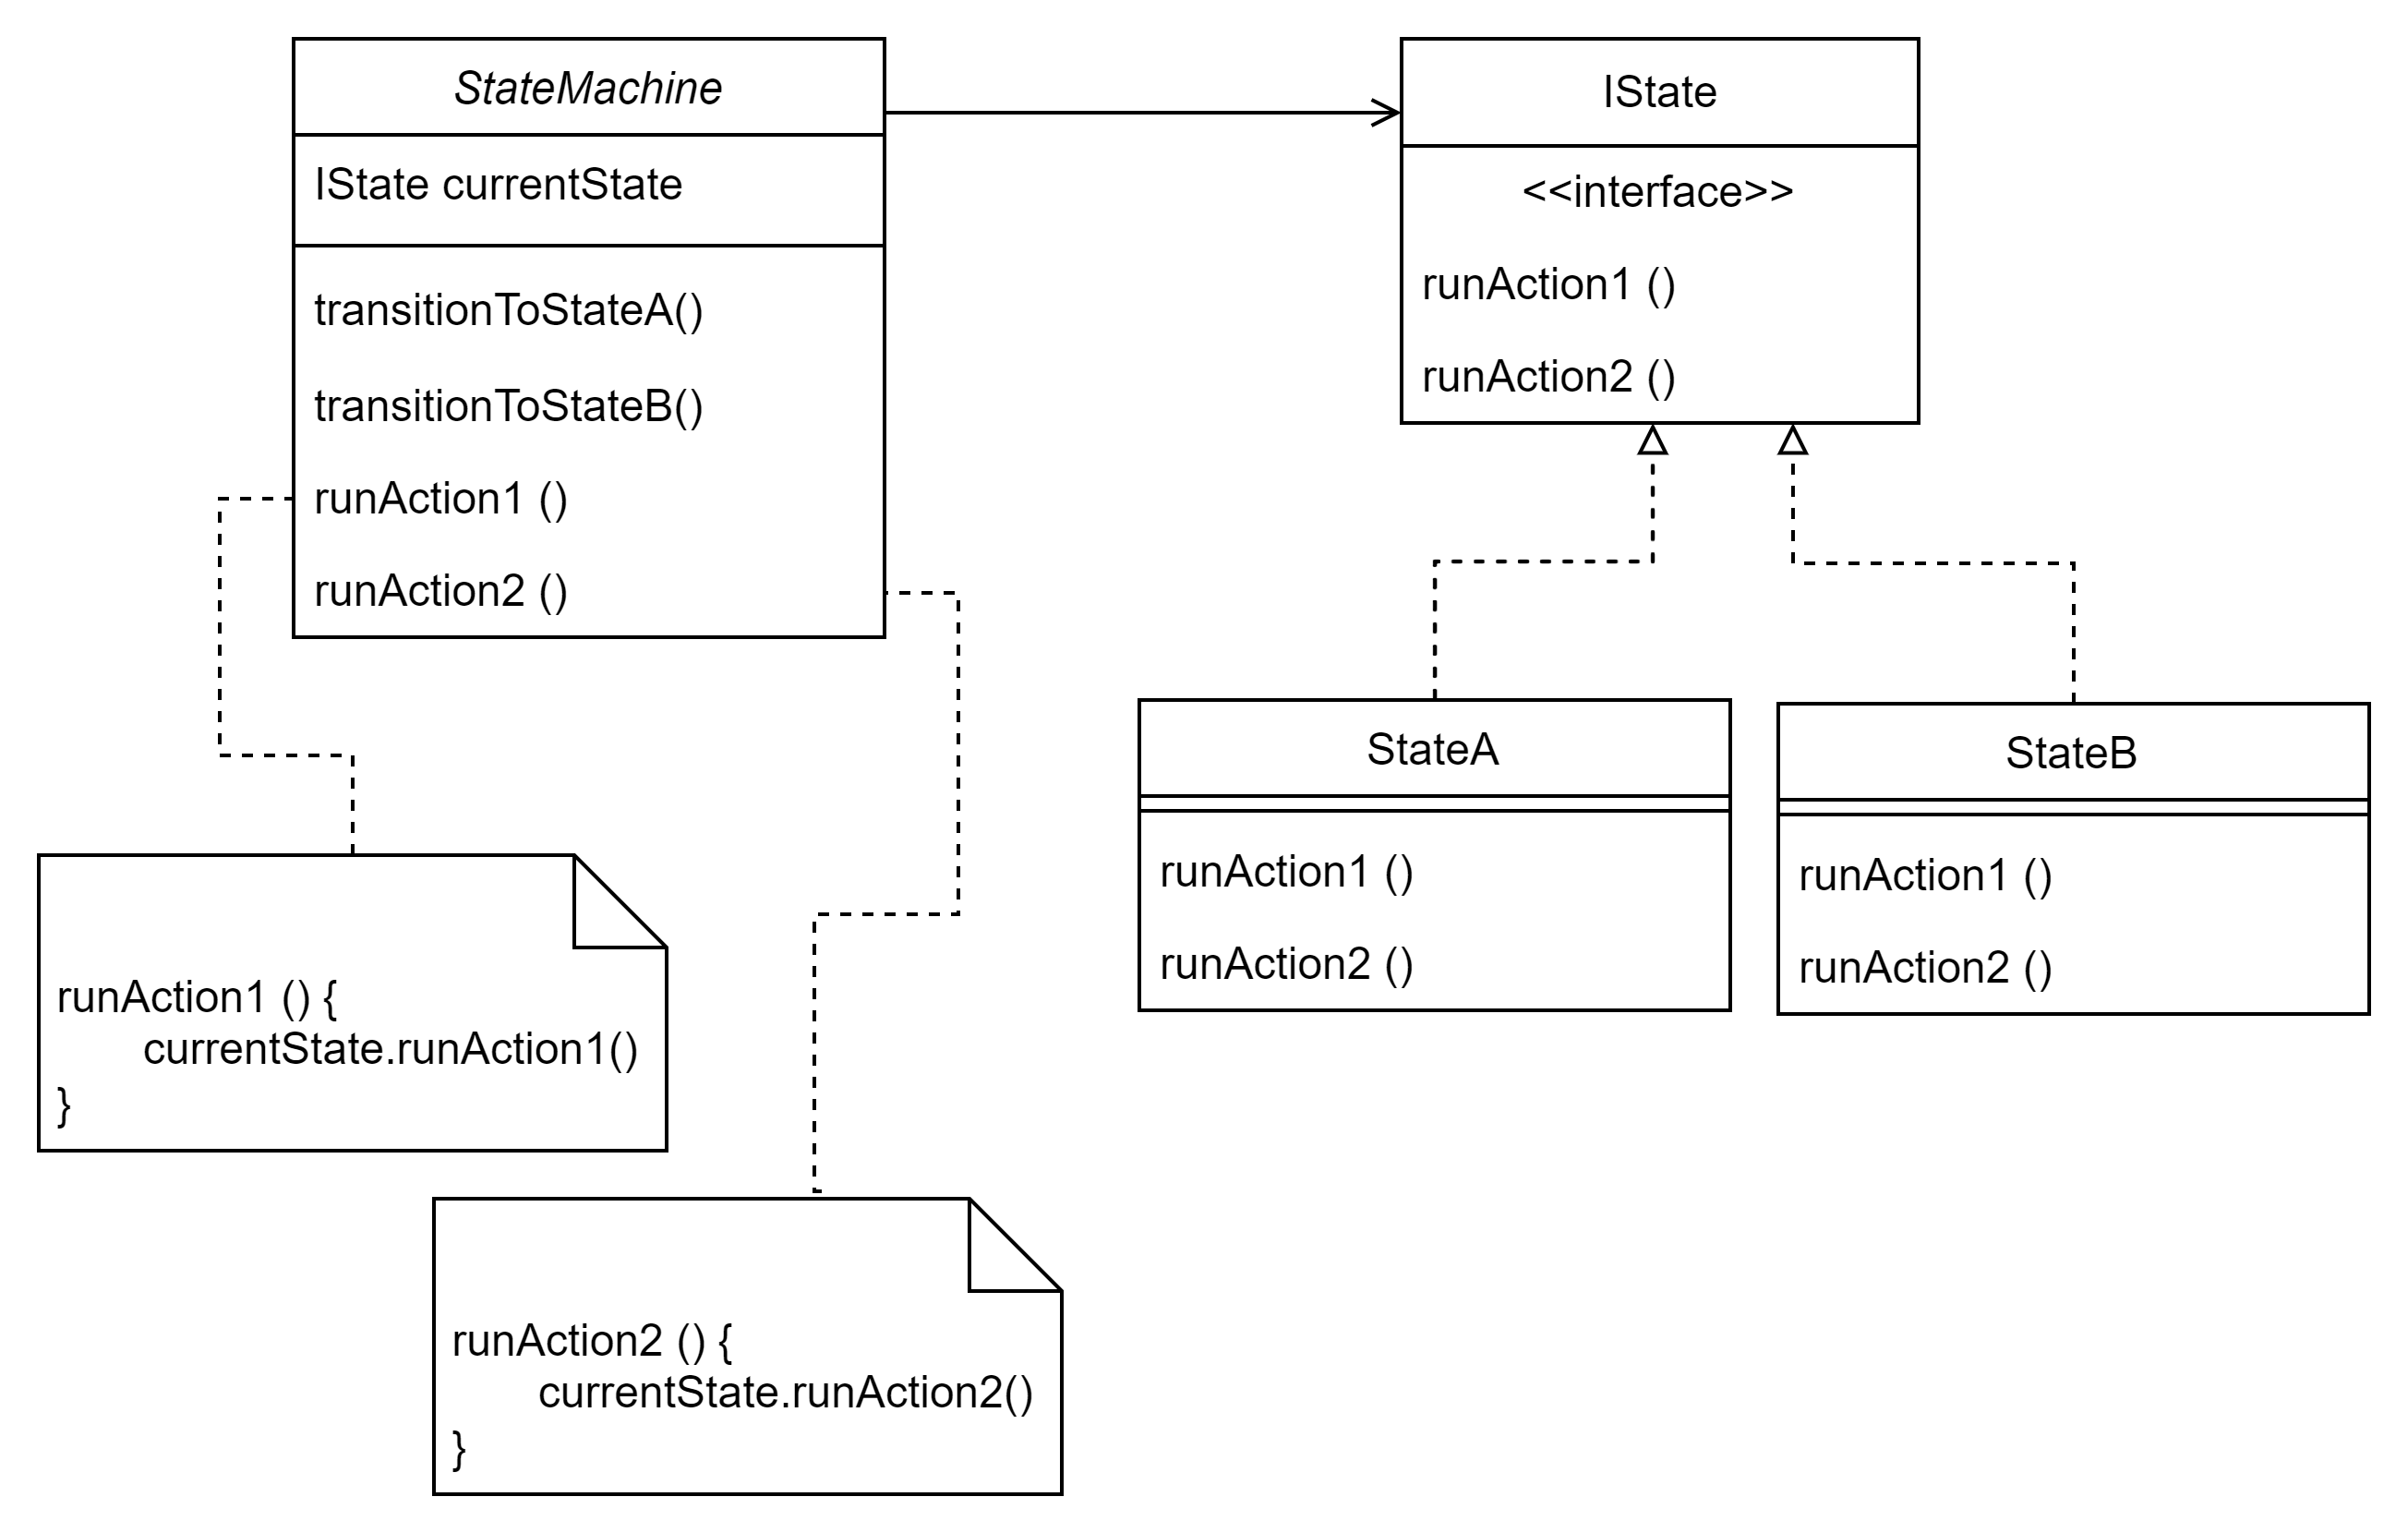 StateMachine
IState currentState
transitionToStateA()
transitionToStateB()
runAction1 ()
runAction2 ()
IState
<<interface>>
runAction1 ()
runAction2 ()
StateA
runAction1 ()
runAction2 ()
StateB
runAction1 ()
runAction2 ()
runAction1 () {
currentState.runAction1()
}
runAction2 () {
currentState.runAction2()
}